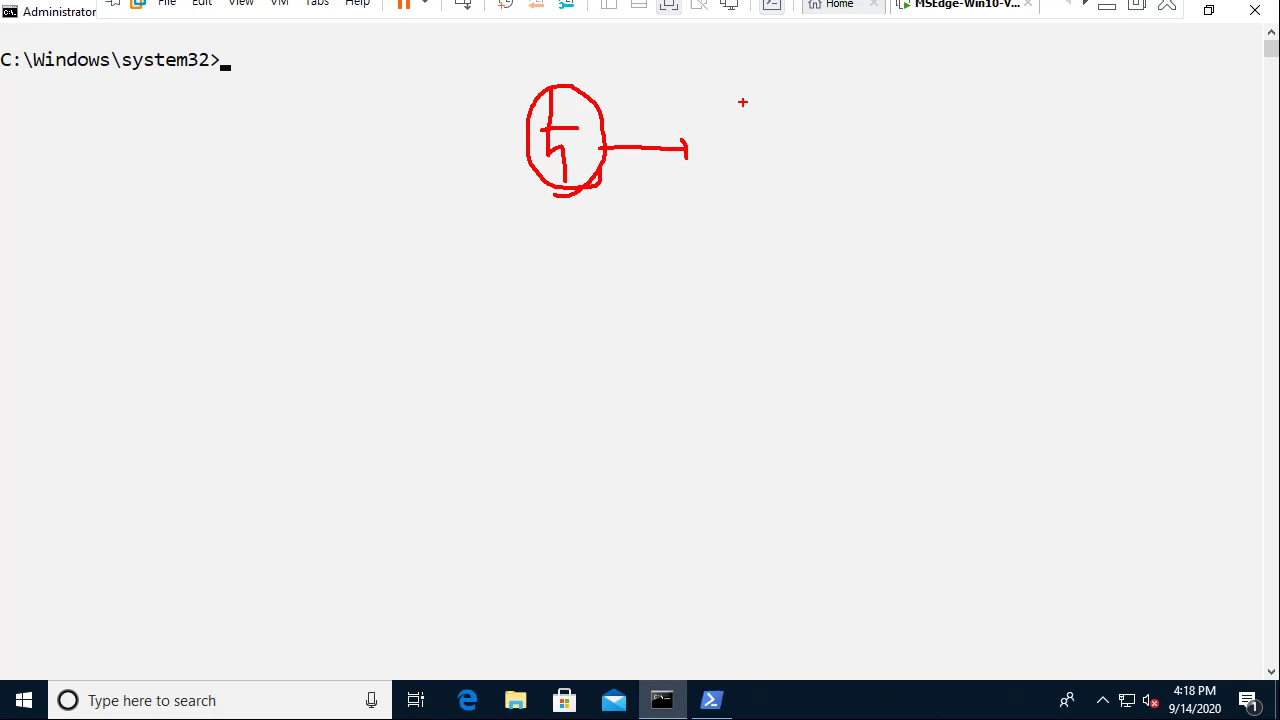 Administrator
File Edit View VM Tabs Help
Home
MSEdge-Win10-V...
C:\Windows\system32>
Type here to search
4:18 PM
9/14/2020
1